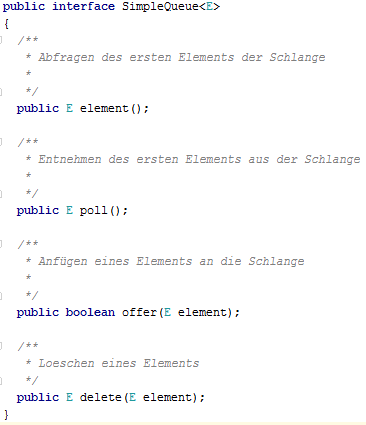 public interface SimpleQueue<E>
{
/**
* Abfragen des ersten Elements der Schlange
*
*/
public E element();
/**
* Entnehmen des ersten Elements aus der Schlange
*
*/
public E poll();
/**
* Anfügen eines Elements an die Schlange
*
*/
public boolean offer(E element);
/**
* Loeschen eines Elements
*/
public E delete(E element);
}